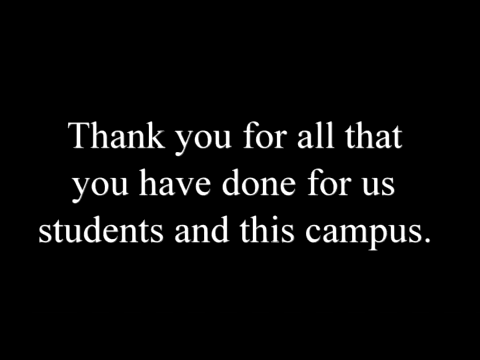 Thank you for all that
you have done for us
students and this campus.